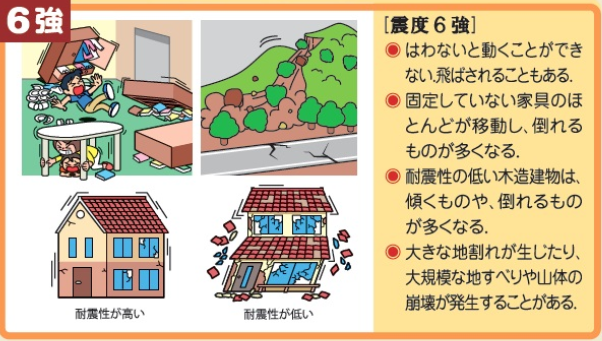 6強
耐震性が高い
耐震性が低い
[震度6強]
● はわないと動くことができ
ない。飛ばされることもある。
● 固定していない家具のほ
とんどが移動し、倒れる
ものが多くなる。
● 耐震性の低い木造建物は、
傾くものや、倒れるもの
が多くなる。
● 大きな地割れが生じたり、
大規模な地すべりや山体の
崩壊が発生することがある。